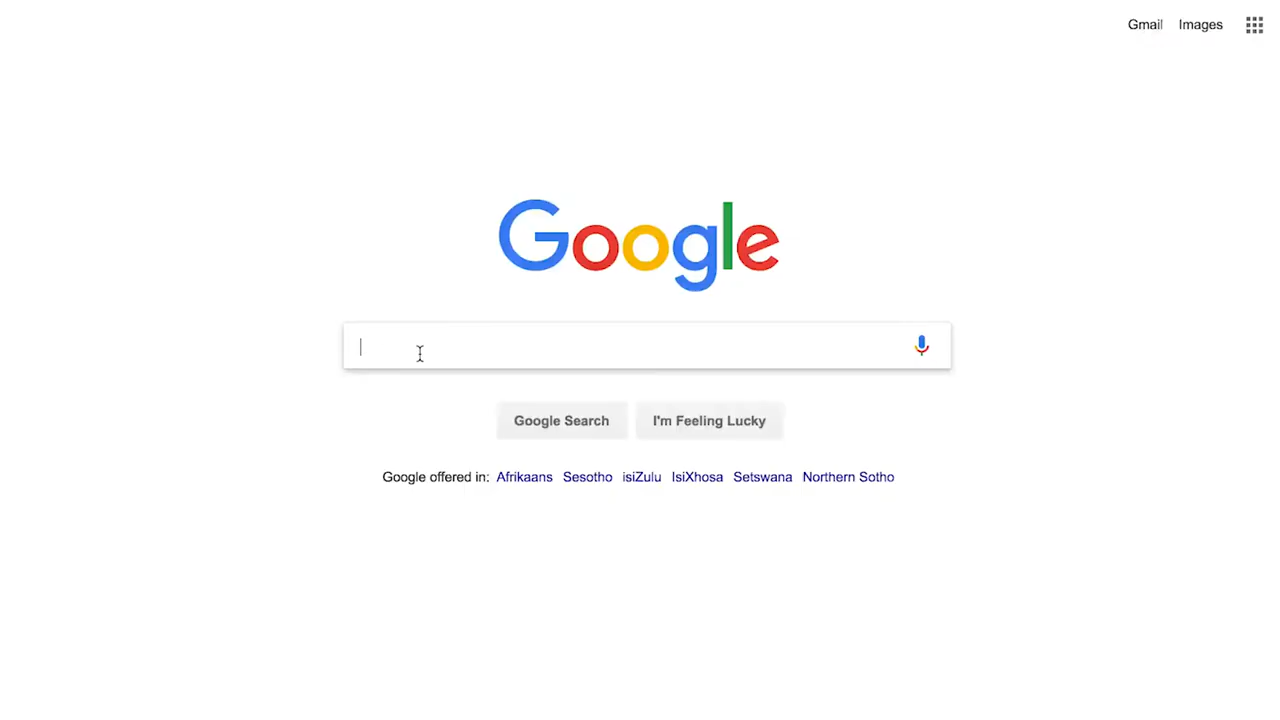 Gmail Images
Google
Google Search I'm Feeling Lucky
Google offered in: Afrikaans Sesotho isiZulu IsiXhosa Setswana Northern Sotho